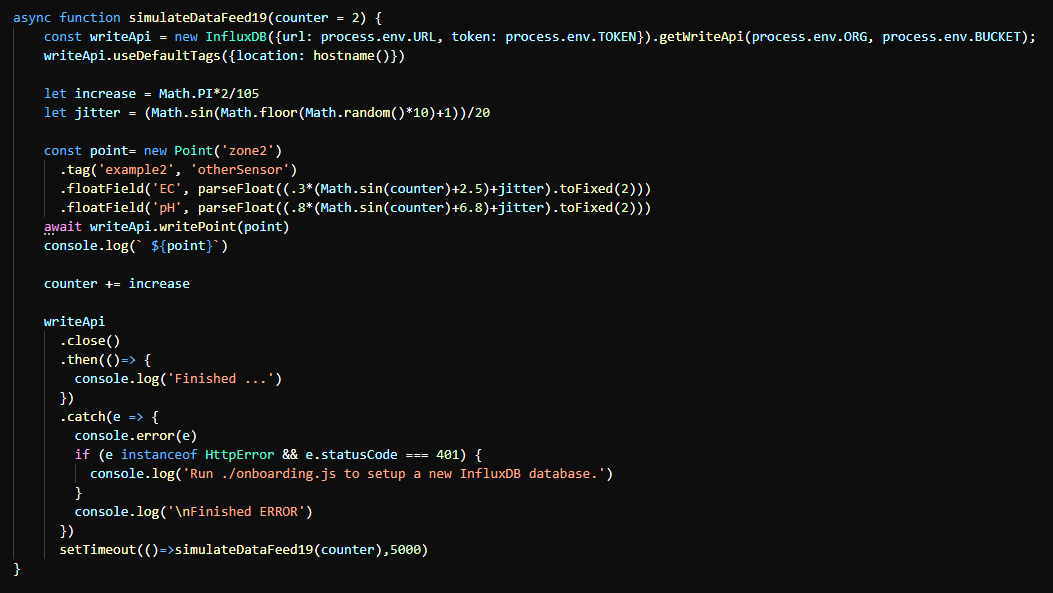 async function simulateDataFeed19(counter = 2) {
const writeApi = new InfluxDB({url: process.env.URL, token: process.env.TOKEN}).getWriteApi(process.env.ORG, process.env.BUCKET);
writeApi.useDefaultTags({location: hostname()})
let increase = Math.PI*2/105
let jitter = (Math.sin(Math.floor(Math.random()*10)+1))/20
const point= new Point('zone2')
.tag('example2', 'otherSensor')
.floatField('EC', parseFloat((.3*(Math.sin(counter)+2.5)+jitter).toFixed(2)))
.floatField('pH', parseFloat((.8*(Math.sin(counter)+6.8)+jitter).toFixed(2)))
await writeApi.writePoint(point)
console.log(` ${point}`)
counter += increase
writeApi
.close()
.then(()=> {
console.log('Finished ...')
})
.catch(e => {
console.error(e)
if (e instanceof HttpError && e.statusCode === 401) {
console.log('Run ./onboarding.js to setup a new InfluxDB database.')
}
console.log('\nFinished ERROR')
})
setTimeout(()=>simulateDataFeed19(counter),5000)
}